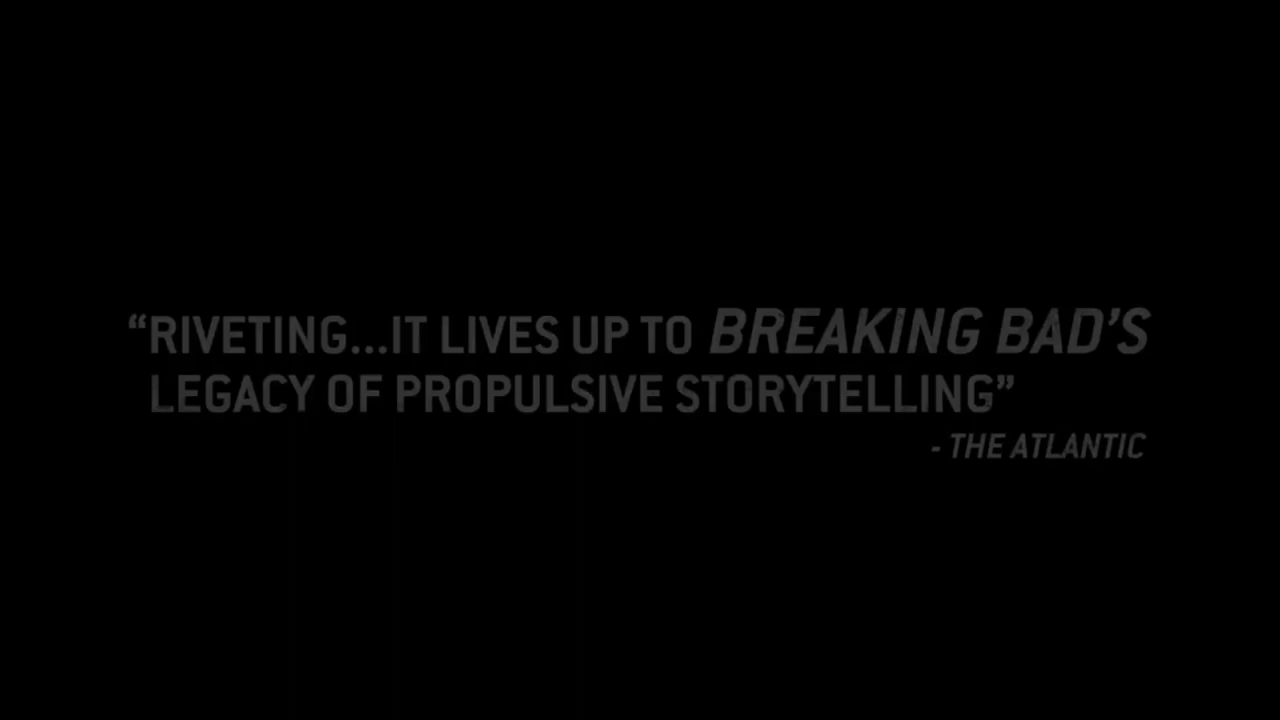 “RIVETING...IT LIVES UP TO BREAKING BAD’S
LEGACY OF PROPULSIVE STORYTELLING”
- THE ATLANTIC